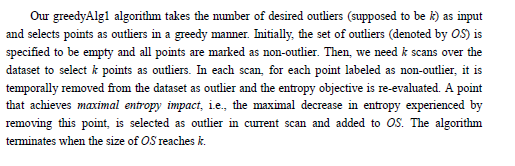 Our greedyAlg1 algorithm takes the number of desired outliers (supposed to be k) as input
and selects points as outliers in a greedy manner. Initially, the set of outliers (denoted by OS) is
specified to be empty and all points are marked as non-outlier. Then, we need k scans over the
dataset to select k points as outliers. In each scan, for each point labeled as non-outlier, it is
temporally removed from the dataset as outlier and the entropy objective is re-evaluated. A point
that achieves maximal entropy impact, i.e., the maximal decrease in entropy experienced by
removing this point, is selected as outlier in current scan and added to OS. The algorithm
terminates when the size of OS reaches k.